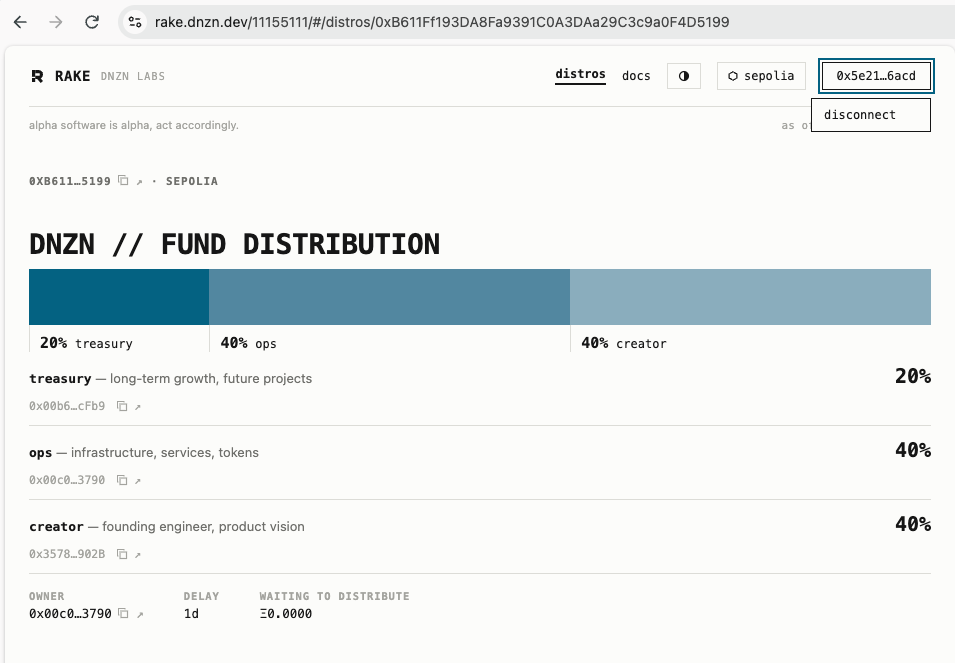 rake.dnzn.dev/11155111/#/distros/0xB611Ff193DA8Fa9391C0A3DAa29C3c9a0F4D5199
RAKE DNZN LABS distros docs sepolia 0x5e21…6acd
disconnect
alpha software is alpha, act accordingly. as
0XB611…5199 ↗ · SEPOLIA
DNZN // FUND DISTRIBUTION
20% treasury 40% ops 40% creator
treasury — long-term growth, future projects 20%
0x00b6…cFb9 ↗
ops — infrastructure, services, tokens 40%
0x00c0…3790 ↗
creator — founding engineer, product vision 40%
0x3578…902B ↗
OWNER DELAY WAITING TO DISTRIBUTE
0x00c0…3790 ↗ 1d Ξ0.0000